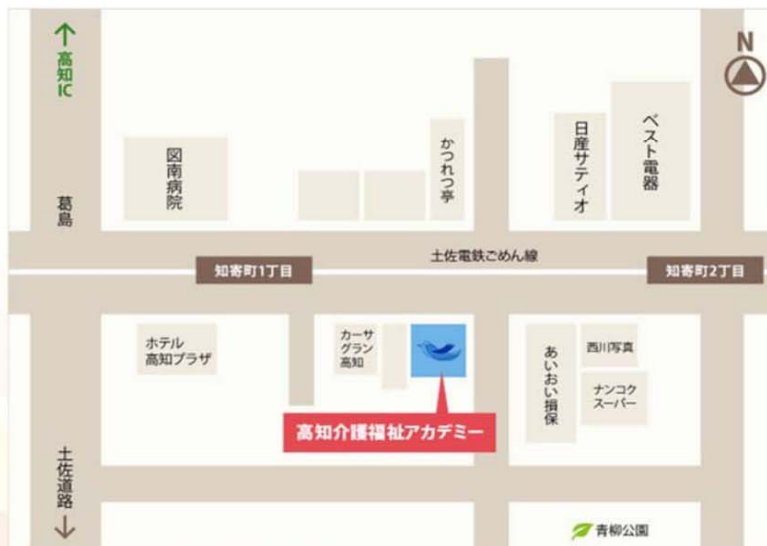 高知IC
N
図南病院
かつれつ亭
日産サティオ
ベスト電器
葛島
土佐電鉄ごめん線
知寄町1丁目
知寄町2丁目
ホテル
高知プラザ
カーサ
グラン
高知
あいおい損保
西川写真
ナンコク
スーパー
高知介護福祉アカデミー
土佐道路
青柳公園